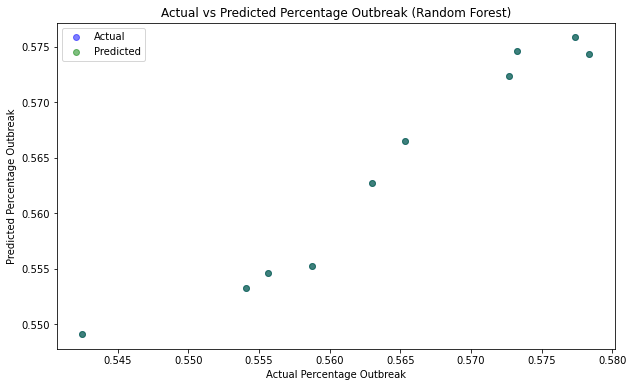 Actual vs Predicted Percentage Outbreak (Random Forest)
Actual
Predicted
Predicted Percentage Outbreak
0.575
0.570
0.565
0.560
0.555
0.550
0.545 0.550 0.555 0.560 0.565 0.570 0.575 0.580
Actual Percentage Outbreak